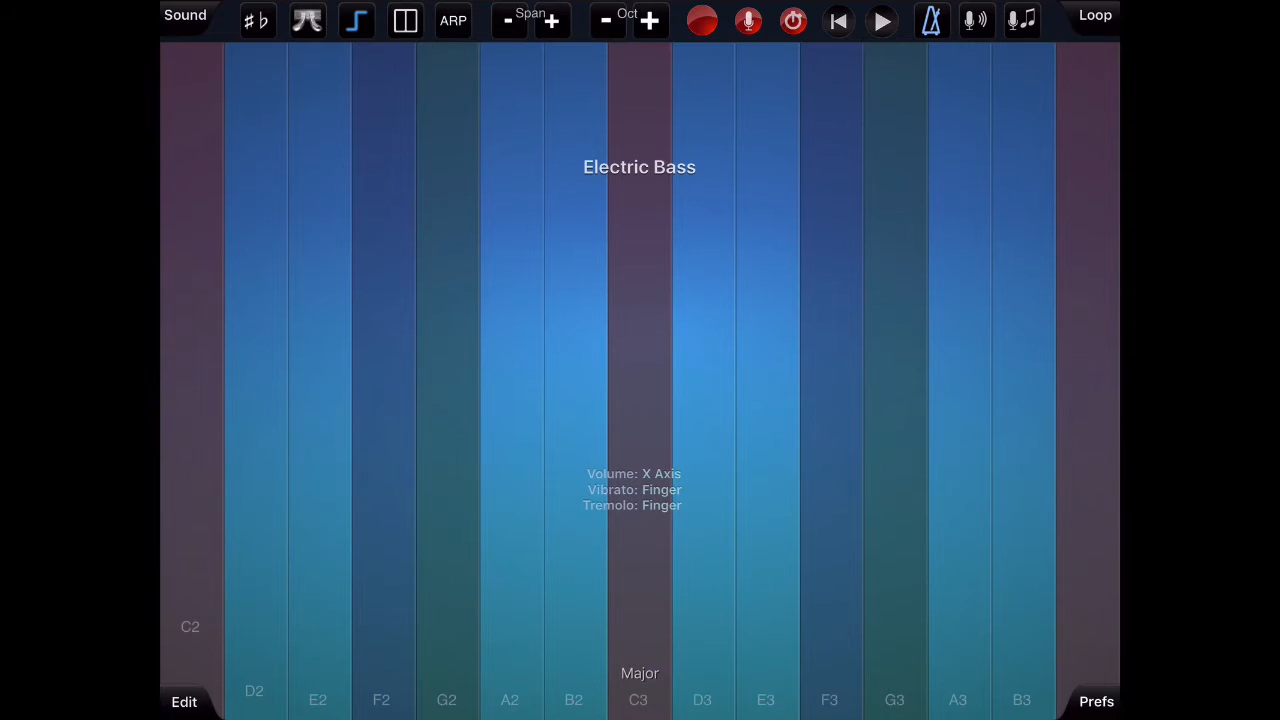 Sound
♯♭
ARP
- Span +
- Oct +
Loop
Electric Bass
Volume: X Axis
Vibrato: Finger
Tremolo: Finger
C2
Major
D2 E2 F2 G2 A2 B2 C3 D3 E3 F3 G3 A3 B3
Edit
Prefs